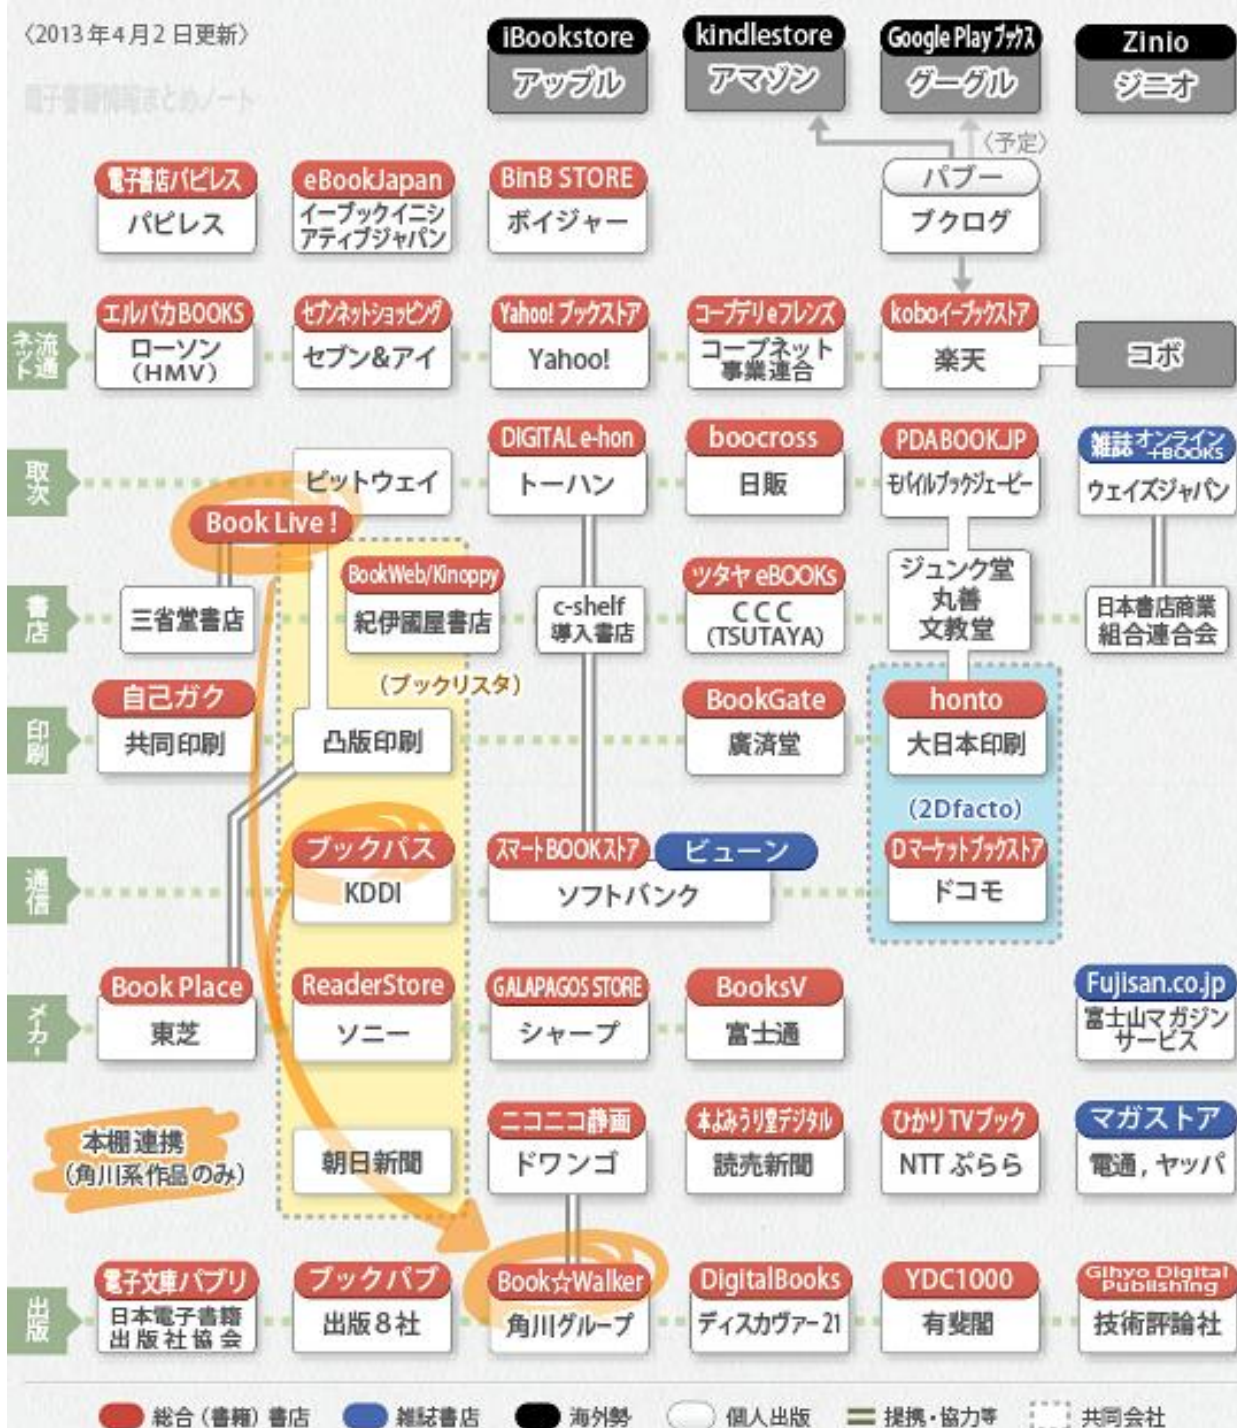 〈2013年4月2日更新〉
電子書籍情報まとめノート
iBookstore
アップル
kindlestore
アマゾン
Google Playブックス
グーグル
Zinio
ジニオ
〈予定〉
電子書店パピレス
パピレス
eBookJapan
イーブックイニシ
アティブジャパン
BinB STORE
ボイジャー
パブー
ブクログ
ネット
流通
エルパカBOOKS
ローソン
(HMV)
セブンネットショッピング
セブン&アイ
Yahoo! ブックストア
Yahoo!
コープデリeフレンズ
コープネット
事業連合
koboイーブックストア
楽天
コボ
取次
ビットウェイ
DIGITAL e-hon
トーハン
boocross
日販
PDABOOK.JP
モバイルブックジェーピー
雑誌オンライン
+BOOKS
ウェイズジャパン
Book Live!
書店
三省堂書店
BookWeb/Kinoppy
紀伊國屋書店
c-shelf
導入書店
ツタヤeBOOKs
CCC
(TSUTAYA)
ジュンク堂
丸善
文教堂
日本書店商業
組合連合会
(ブックリスタ)
印刷
自己ガク
共同印刷
凸版印刷
BookGate
廣済堂
honto
大日本印刷
(2Dfacto)
通信
ブックパス
KDDI
スマートBOOKストア
ビューン
ソフトバンク
Dマーケットブックストア
ドコモ
メーカー
Book Place
東芝
ReaderStore
ソニー
GALAPAGOS STORE
シャープ
BooksV
富士通
Fujisan.co.jp
富士山マガジン
サービス
本棚連携
(角川系作品のみ)
朝日新聞
ニコニコ静画
ドワンゴ
本よみうり堂デジタル
読売新聞
ひかりTVブック
NTTぷらら
マガストア
電通,ヤッパ
出版
電子文庫パブリ
日本電子書籍
出版社協会
ブックパブ
出版8社
Book☆Walker
角川グループ
DigitalBooks
ディスカヴァー21
YDC1000
有斐閣
Gihyo Digital
Publishing
技術評論社
総合(書籍)書店
雑誌書店
海外勢
個人出版
提携・協力等
共同会社